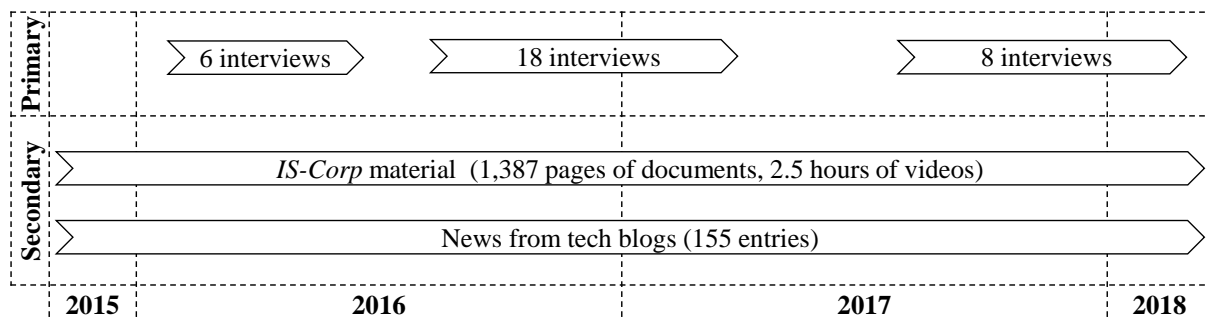 Primary
6 interviews
18 interviews
8 interviews
Secondary
IS-Corp material (1,387 pages of documents, 2.5 hours of videos)
News from tech blogs (155 entries)
2015
2016
2017
2018